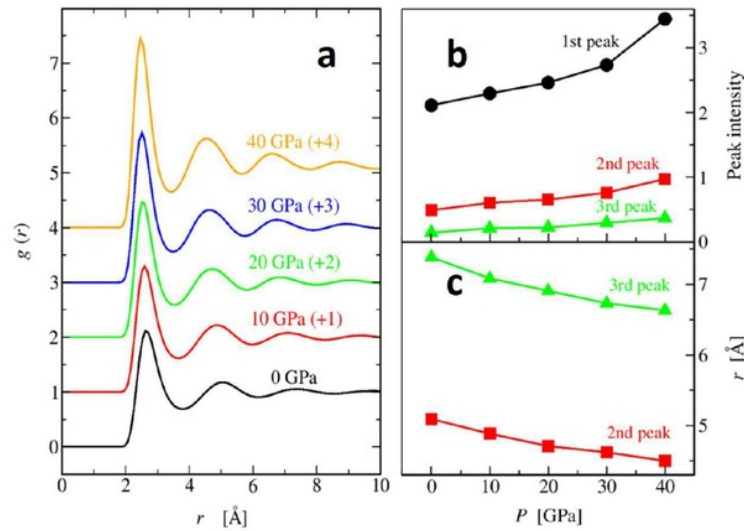 a
7
6
5
4
3
2
1
0
g (r)
40 GPa (+4)
30 GPa (+3)
20 GPa (+2)
10 GPa (+1)
0 GPa
0
2
4
6
8
10
r [Å]
b
1st peak
2nd peak
3rd peak
3
2
1
0
Peak intensity
c
3rd peak
2nd peak
7
6
5
r [Å]
0
10
20
30
40
P [GPa]